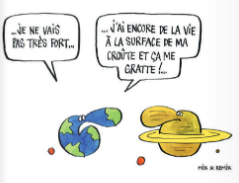 ...JE NE VAIS
PAS TRÈS FORT...
... J'AI ENCORE DE LA VIE
À LA SURFACE DE MA
CROÛTE ET ÇA ME
GRATTE !...